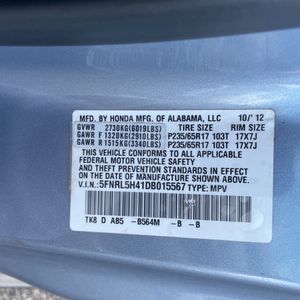 MFD. BY HONDA MFG. OF ALABAMA, LLC 10/'12
GVWR 2730KG(6019LBS) TIRE SIZE RIM SIZE
GAWR F 1320KG(2910LBS) P235/65R17 103T 17X7J
GAWR R 1515KG(3340LBS) P235/65R17 103T 17X7J
THIS VEHICLE CONFORMS TO ALL APPLICABLE
FEDERAL MOTOR VEHICLE SAFETY AND THEFT
PREVENTION STANDARDS IN EFFECT ON THE
DATE OF MANUFACTURE SHOWN ABOVE.
V.I.N: 5FNRL5H41DB015567 TYPE: MPV
TK8 D AB5 -B564M -B -B